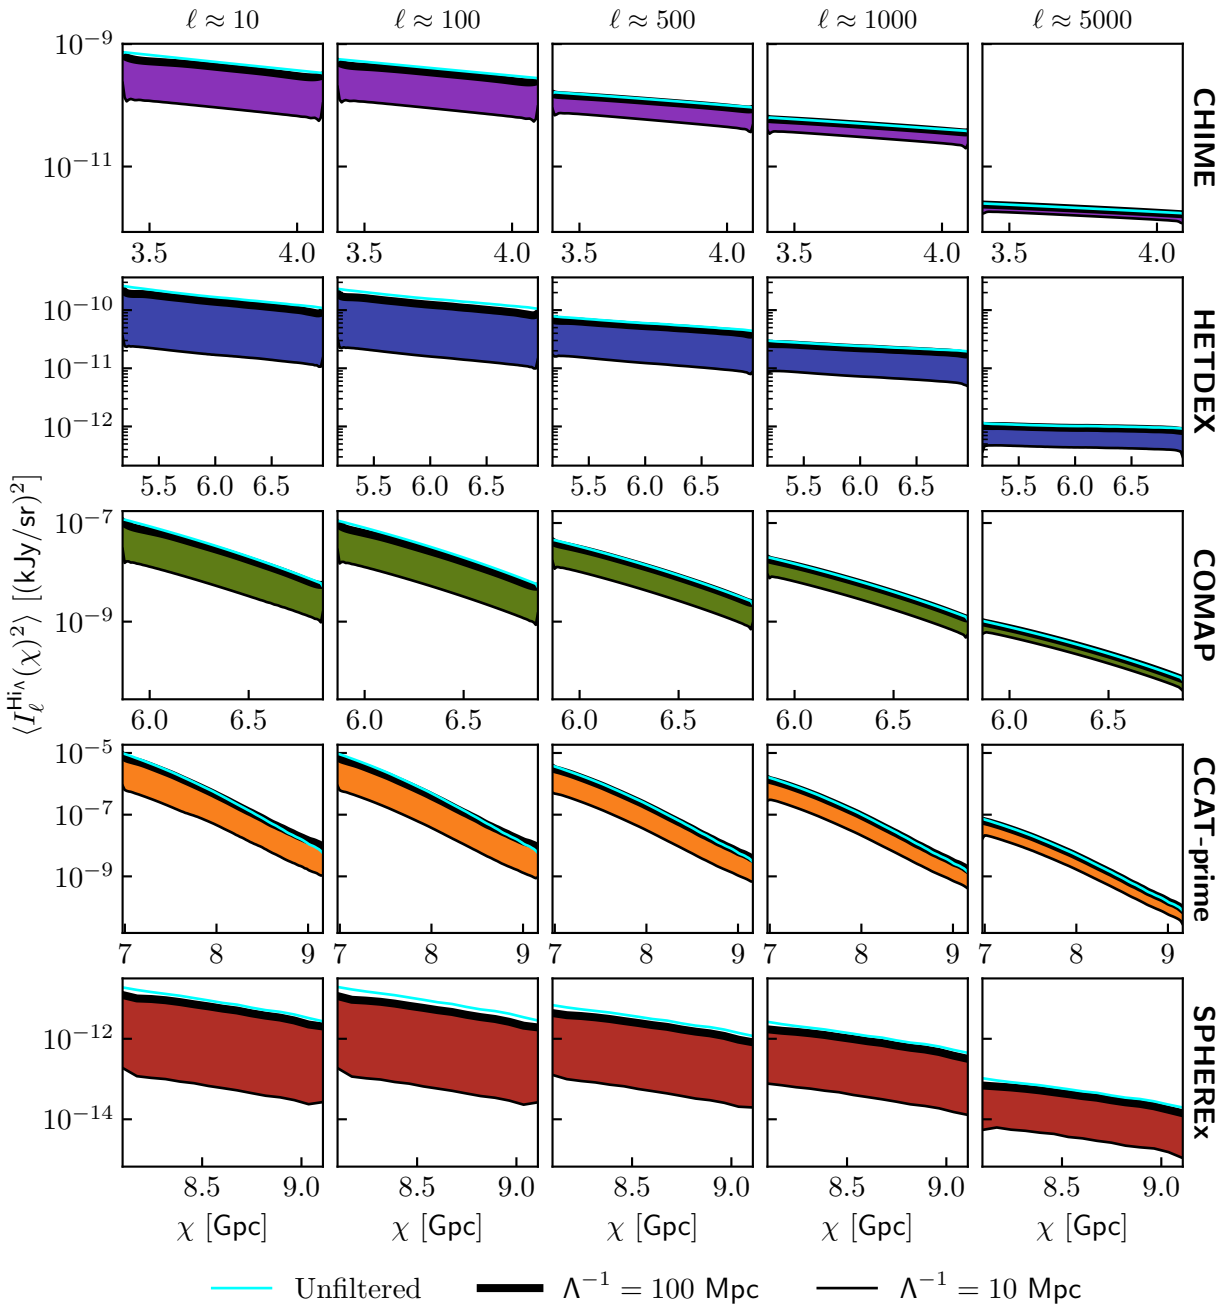 ℓ ≈ 10 ℓ ≈ 100 ℓ ≈ 500 ℓ ≈ 1000 ℓ ≈ 5000
10⁻⁹
10⁻¹¹
CHIME
3.5 4.0 3.5 4.0 3.5 4.0 3.5 4.0 3.5 4.0
10⁻¹⁰
10⁻¹¹
10⁻¹²
HETDEX
5.5 6.0 6.5 5.5 6.0 6.5 5.5 6.0 6.5 5.5 6.0 6.5 5.5 6.0 6.5
⟨I_ℓ^{Hi_Λ}(χ)²⟩ [(kJy/sr)²]
10⁻⁷
10⁻⁹
COMAP
6.0 6.5 6.0 6.5 6.0 6.5 6.0 6.5 6.0 6.5
10⁻⁵
10⁻⁷
10⁻⁹
CCAT-prime
7 8 9 7 8 9 7 8 9 7 8 9 7 8 9
10⁻¹²
10⁻¹⁴
SPHEREx
8.5 9.0 8.5 9.0 8.5 9.0 8.5 9.0 8.5 9.0
χ [Gpc] χ [Gpc] χ [Gpc] χ [Gpc] χ [Gpc]
Unfiltered Λ⁻¹ = 100 Mpc Λ⁻¹ = 10 Mpc